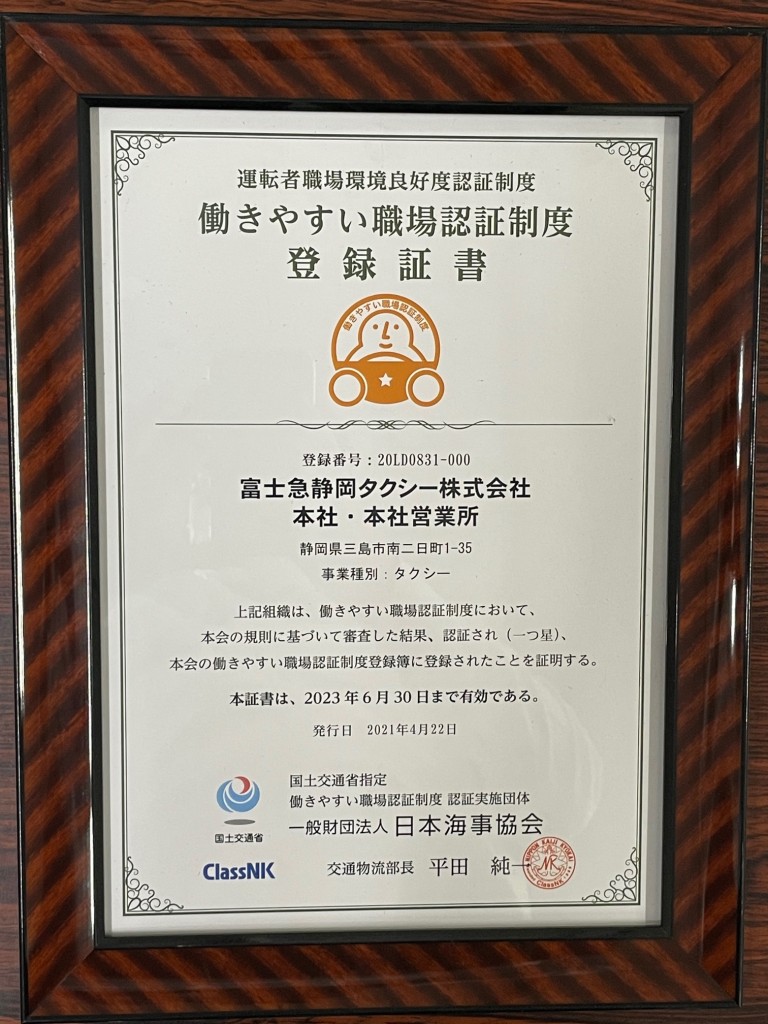 運転者職場環境良好度認証制度
働きやすい職場認証制度
登録証書
働きやすい職場認証制度
登録番号：20LD0831-000
富士急静岡タクシー株式会社
本社・本社営業所
静岡県三島市南二日町1-35
事業種別：タクシー
上記組織は、働きやすい職場認証制度において、
本会の規則に基づいて審査した結果、認証され（一つ星）、
本会の働きやすい職場認証制度登録簿に登録されたことを証明する。
本証書は、2023年6月30日まで有効である。
発行日 2021年4月22日
国土交通省
国土交通省指定
働きやすい職場認証制度 認証実施団体
一般財団法人 日本海事協会
ClassNK
交通物流部長 平田 純一
NIPPON KAIJI KYOKAI
NK
ClassNK